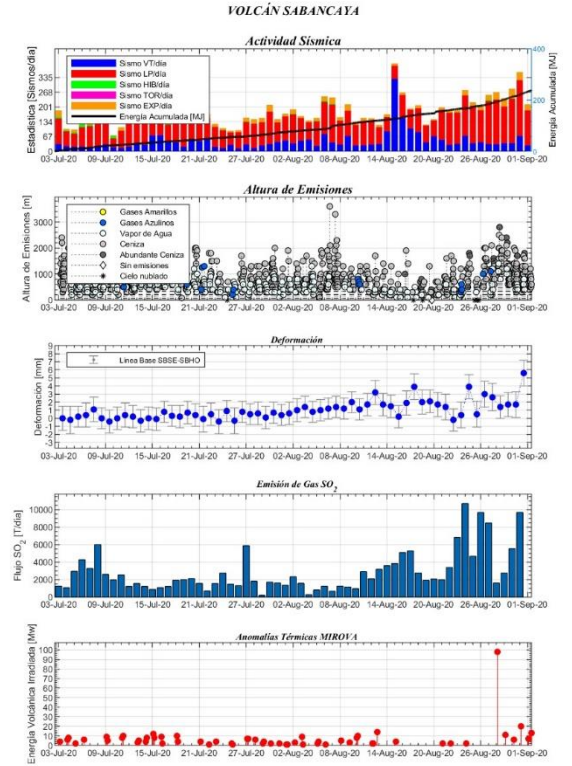 VOLCÁN SABANCAYA
Actividad Sísmica
Estadística [Sismos/día]
335
268
201
134
67
0
Sismo VT/día
Sismo LP/día
Sismo HIB/día
Sismo TOR/día
Sismo EXP/día
Energía Acumulada [MJ]
400
200
0
Energía Acumulada [MJ]
03-Jul-20 09-Jul-20 15-Jul-20 21-Jul-20 27-Jul-20 02-Aug-20 08-Aug-20 14-Aug-20 20-Aug-20 26-Aug-20 01-Sep-20
Altura de Emisiones
Altura de Emisiones [m]
3000
2000
1000
0
Gases Amarillos
Gases Azulinos
Vapor de Agua
Ceniza
Abundante Ceniza
Sin emisiones
Cielo nublado
03-Jul-20 09-Jul-20 15-Jul-20 21-Jul-20 27-Jul-20 02-Aug-20 08-Aug-20 14-Aug-20 20-Aug-20 26-Aug-20 01-Sep-20
Deformación
Deformación [mm]
9
8
7
6
5
4
3
2
1
0
-1
-2
-3
Linea Base SBSE-SBHO
03-Jul-20 09-Jul-20 15-Jul-20 21-Jul-20 27-Jul-20 02-Aug-20 08-Aug-20 14-Aug-20 20-Aug-20 26-Aug-20 01-Sep-20
Emisión de Gas SO2
Flujo SO2 [T/día]
10000
8000
6000
4000
2000
0
03-Jul-20 09-Jul-20 15-Jul-20 21-Jul-20 27-Jul-20 02-Aug-20 08-Aug-20 14-Aug-20 20-Aug-20 26-Aug-20 01-Sep-20
Anomalías Térmicas MIROVA
Energía Volcánica Irradiada [Mw]
100
90
80
70
60
50
40
30
20
10
0
03-Jul-20 09-Jul-20 15-Jul-20 21-Jul-20 27-Jul-20 02-Aug-20 08-Aug-20 14-Aug-20 20-Aug-20 26-Aug-20 01-Sep-20